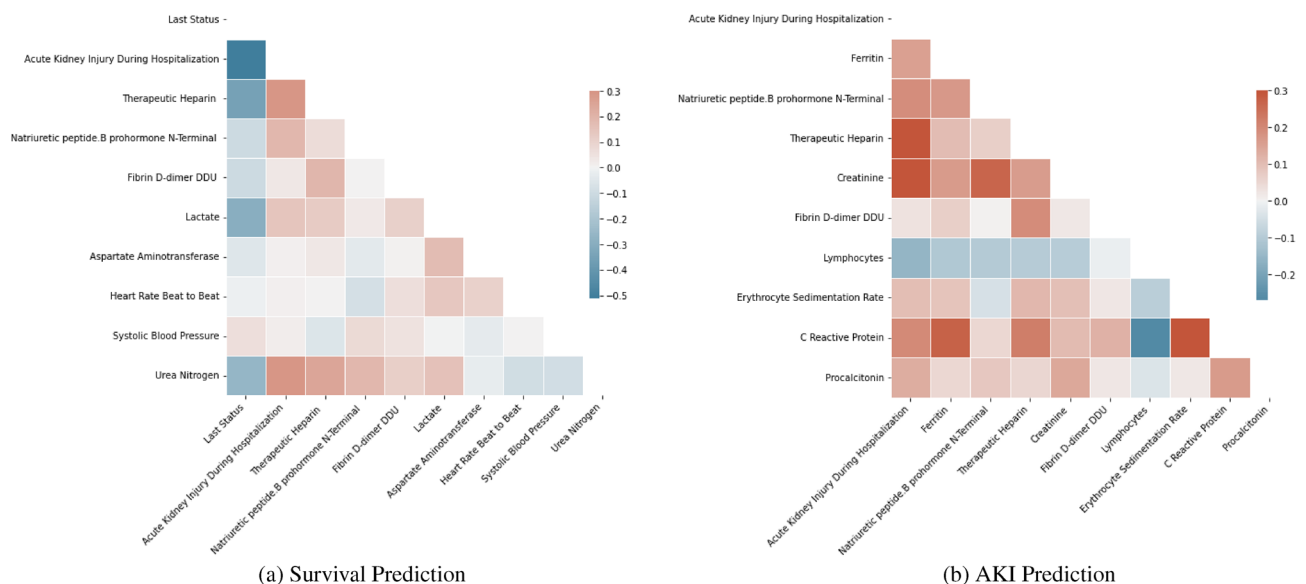 Last Status
Acute Kidney Injury During Hospitalization
Therapeutic Heparin
Natriuretic peptide.B prohormone N-Terminal
Fibrin D-dimer DDU
Lactate
Aspartate Aminotransferase
Heart Rate Beat to Beat
Systolic Blood Pressure
Urea Nitrogen
0.3
0.2
0.1
0.0
−0.1
−0.2
−0.3
−0.4
−0.5
Last Status
Acute Kidney Injury During Hospitalization
Therapeutic Heparin
Natriuretic peptide.B prohormone N-Terminal
Fibrin D-dimer DDU
Lactate
Aspartate Aminotransferase
Heart Rate Beat to Beat
Systolic Blood Pressure
Urea Nitrogen
(a) Survival Prediction
Acute Kidney Injury During Hospitalization
Ferritin
Natriuretic peptide.B prohormone N-Terminal
Therapeutic Heparin
Creatinine
Fibrin D-dimer DDU
Lymphocytes
Erythrocyte Sedimentation Rate
C Reactive Protein
Procalcitonin
0.3
0.2
0.1
0.0
−0.1
−0.2
Acute Kidney Injury During Hospitalization
Ferritin
Natriuretic peptide.B prohormone N-Terminal
Therapeutic Heparin
Creatinine
Fibrin D-dimer DDU
Lymphocytes
Erythrocyte Sedimentation Rate
C Reactive Protein
Procalcitonin
(b) AKI Prediction